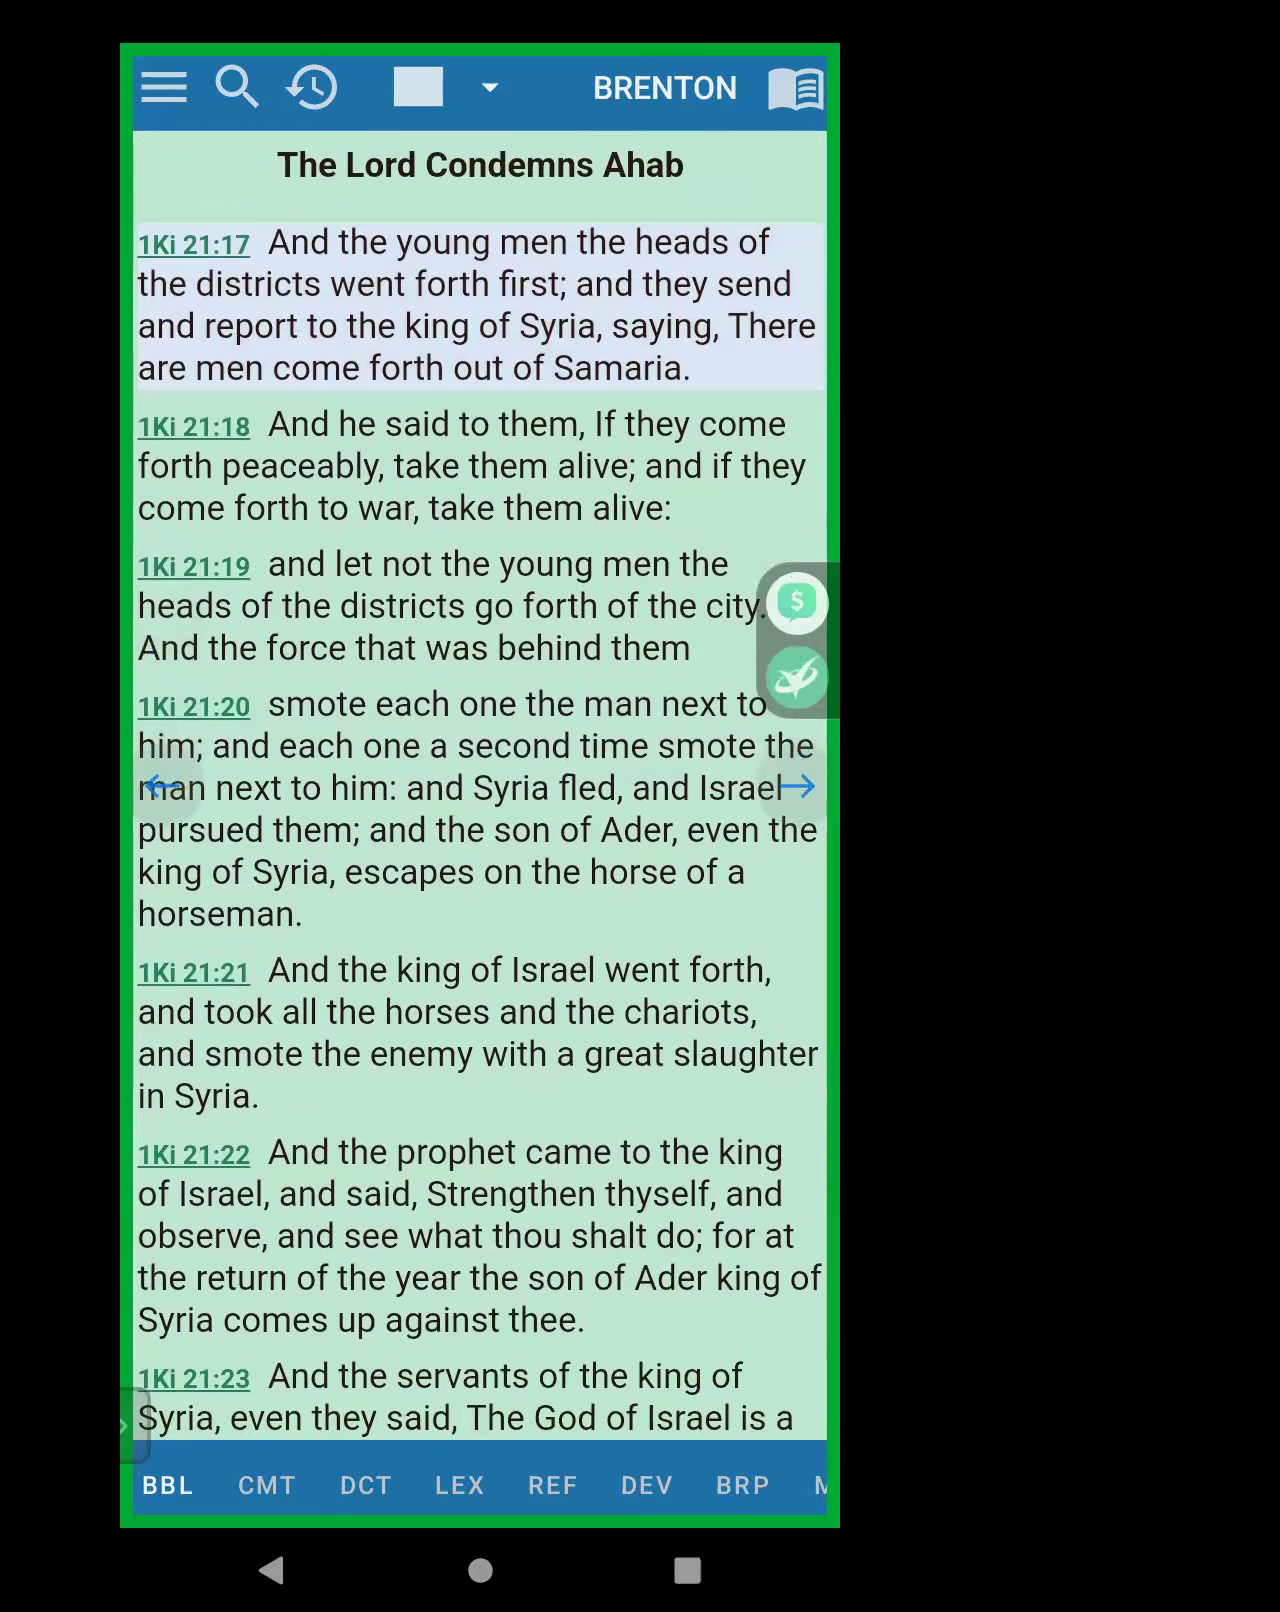 BRENTON
The Lord Condemns Ahab
1Ki 21:17 And the young men the heads of
the districts went forth first; and they send
and report to the king of Syria, saying, There
are men come forth out of Samaria.
1Ki 21:18 And he said to them, If they come
forth peaceably, take them alive; and if they
come forth to war, take them alive:
1Ki 21:19 and let not the young men the
heads of the districts go forth of the city.
And the force that was behind them
1Ki 21:20 smote each one the man next to
him; and each one a second time smote the
man next to him: and Syria fled, and Israel
pursued them; and the son of Ader, even the
king of Syria, escapes on the horse of a
horseman.
1Ki 21:21 And the king of Israel went forth,
and took all the horses and the chariots,
and smote the enemy with a great slaughter
in Syria.
1Ki 21:22 And the prophet came to the king
of Israel, and said, Strengthen thyself, and
observe, and see what thou shalt do; for at
the return of the year the son of Ader king of
Syria comes up against thee.
1Ki 21:23 And the servants of the king of
Syria, even they said, The God of Israel is a
BBL CMT DCT LEX REF DEV BRP M